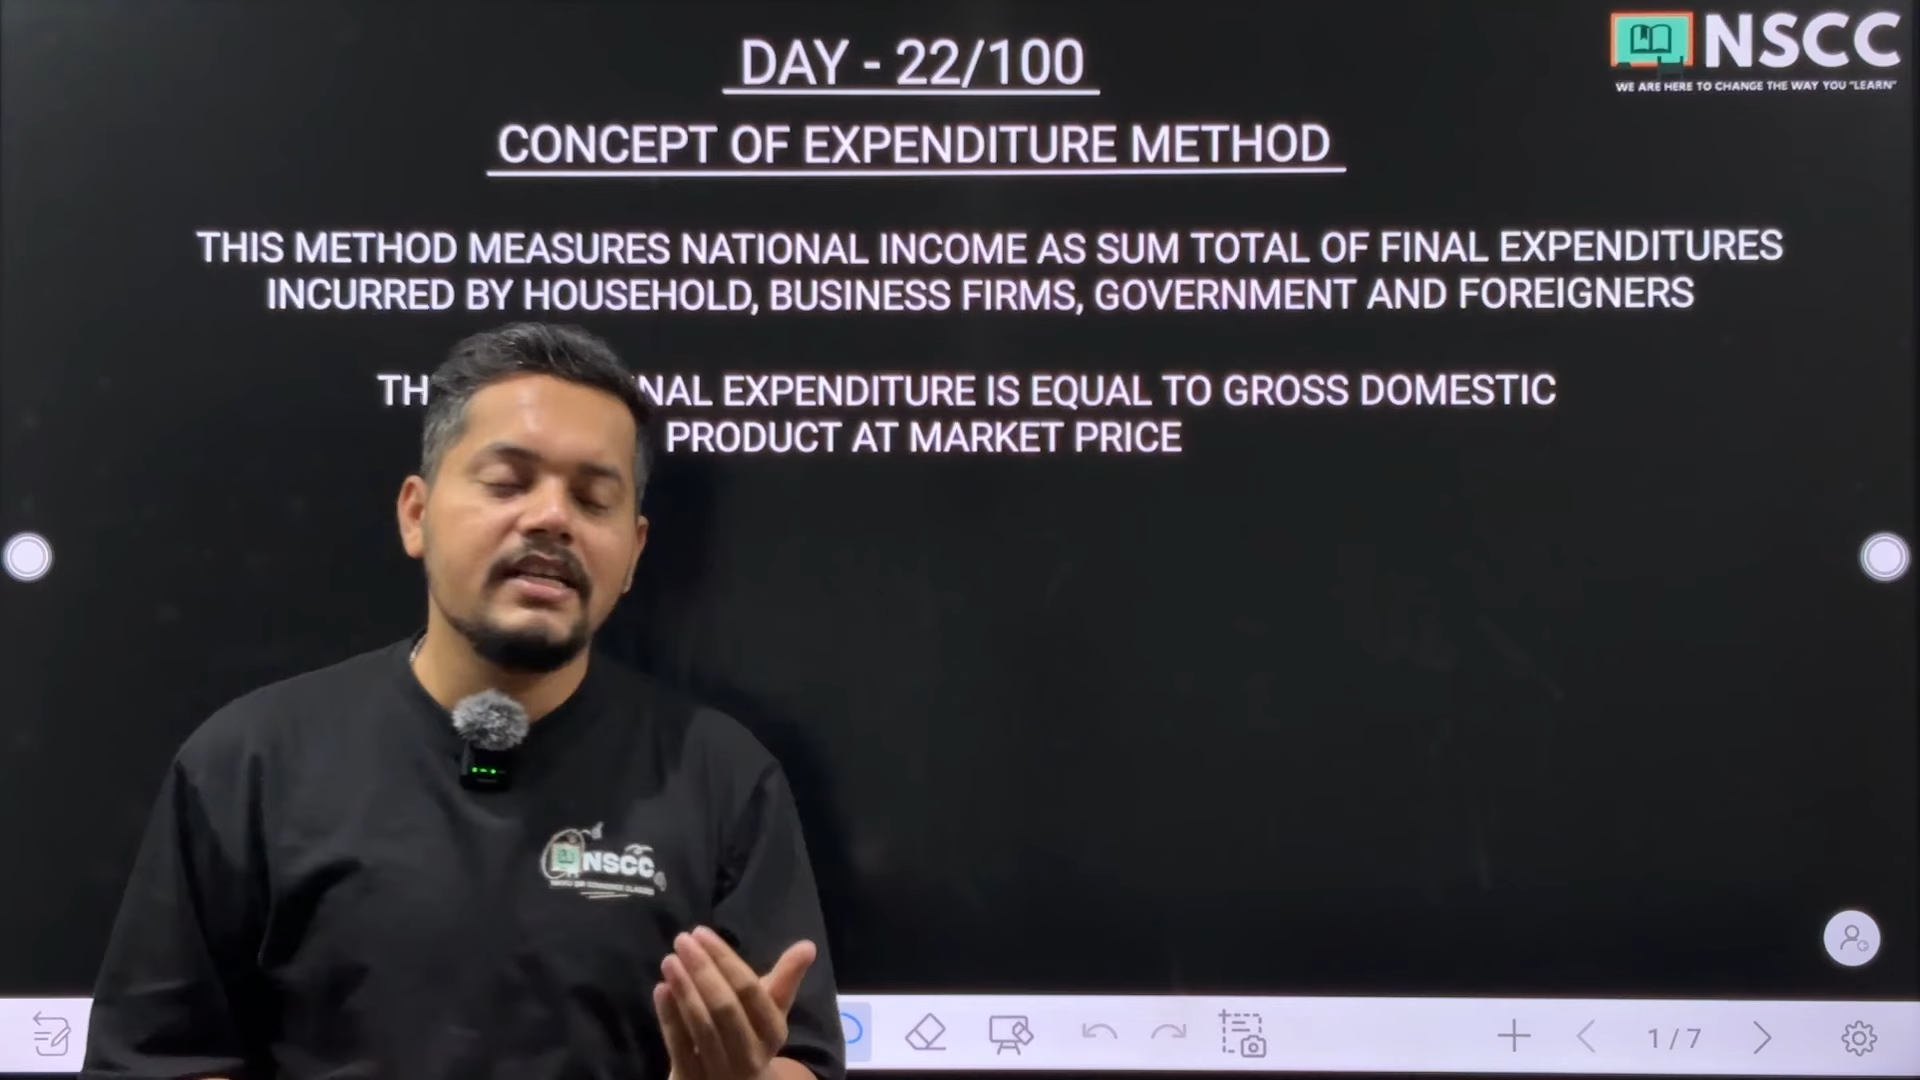 DAY - 22/100
NSCC
WE ARE HERE TO CHANGE THE WAY YOU "LEARN"
CONCEPT OF EXPENDITURE METHOD
THIS METHOD MEASURES NATIONAL INCOME AS SUM TOTAL OF FINAL EXPENDITURES
INCURRED BY HOUSEHOLD, BUSINESS FIRMS, GOVERNMENT AND FOREIGNERS
EXPENDITURE IS EQUAL TO GROSS DOMESTIC
PRODUCT AT MARKET PRICE
NSCC
1/7